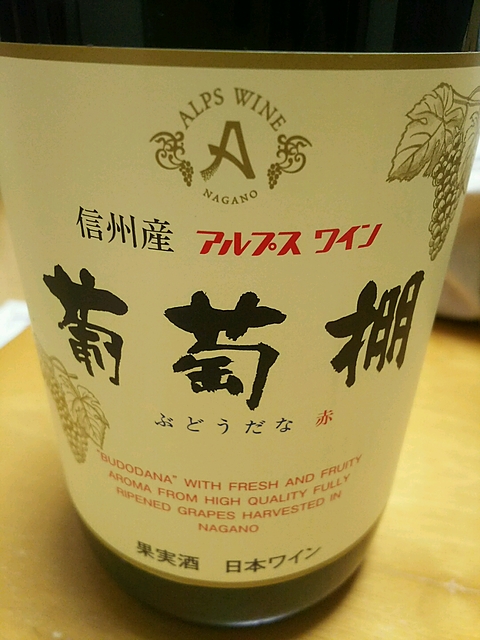 ALPS WINE
A
NAGANO
信州産 アルプス ワイン
葡萄棚
ぶどうだな 赤
"BUDODANA" WITH FRESH AND FRUITY
AROMA FROM HIGH QUALITY FULLY
RIPENED GRAPES HARVESTED IN
NAGANO
果実酒 日本ワイン